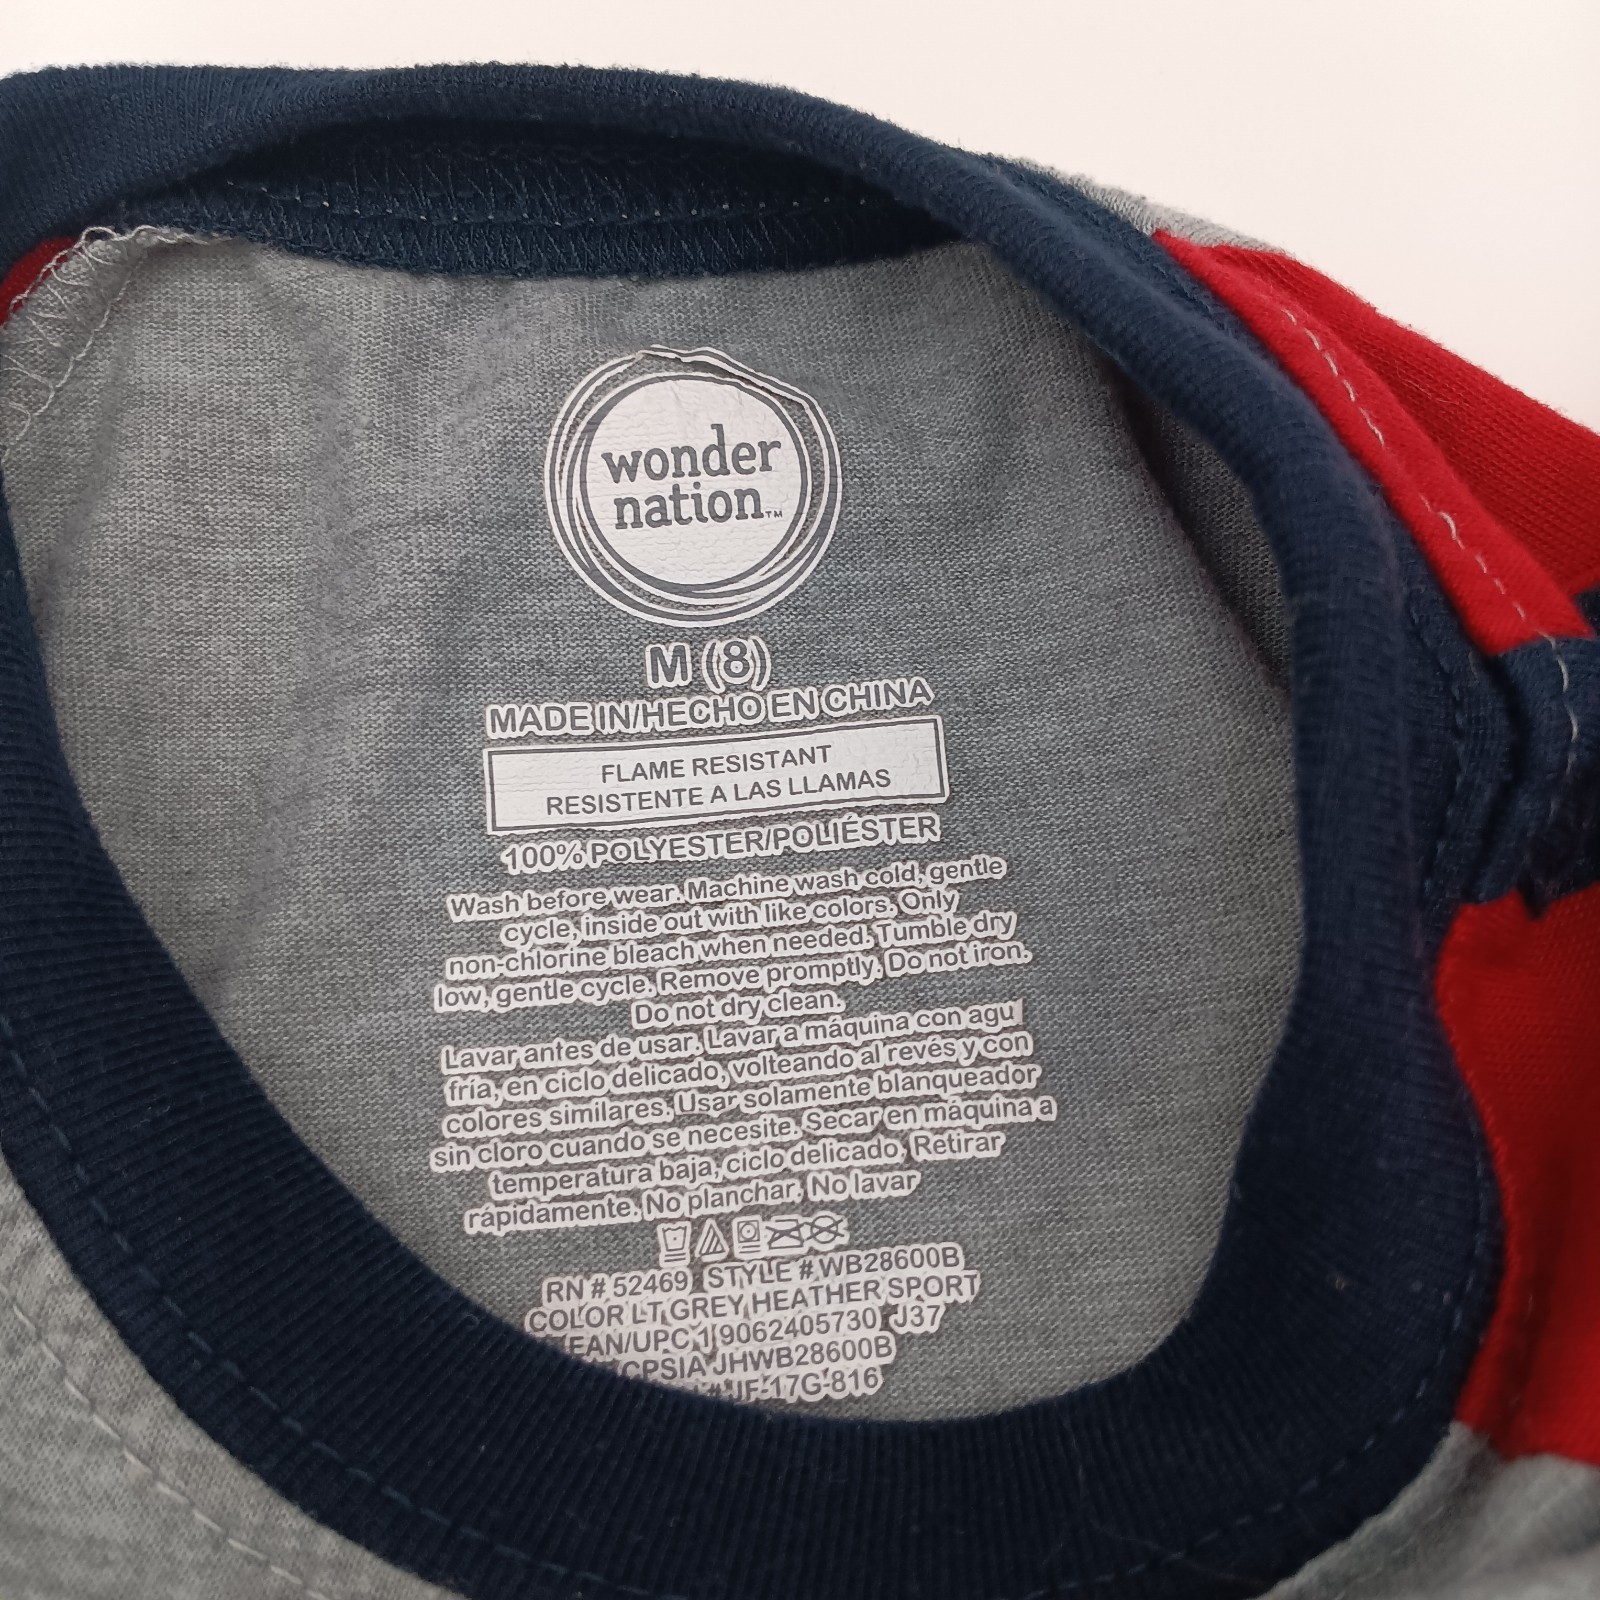 wonder
nation™
M (8)
MADE IN/HECHO EN CHINA
FLAME RESISTANT
RESISTENTE A LAS LLAMAS
100% POLYESTER/POLIÉSTER
Wash before wear. Machine wash cold, gentle
cycle, inside out with like colors. Only
non-chlorine bleach when needed. Tumble dry
low, gentle cycle. Remove promptly. Do not iron.
Do not dry clean.
Lavar antes de usar. Lavar a máquina con agu
fría, en ciclo delicado, volteando al revés y con
colores similares. Usar solamente blanqueador
sin cloro cuando se necesite. Secar en máquina a
temperatura baja, ciclo delicado. Retirar
rápidamente. No planchar, No lavar
RN # 52469 STYLE # WB28600B
COLOR LT GREY HEATHER SPORT
EAN/UPC 19062405730 J37
CPSIA JHWB28600B
# JF-17G-816